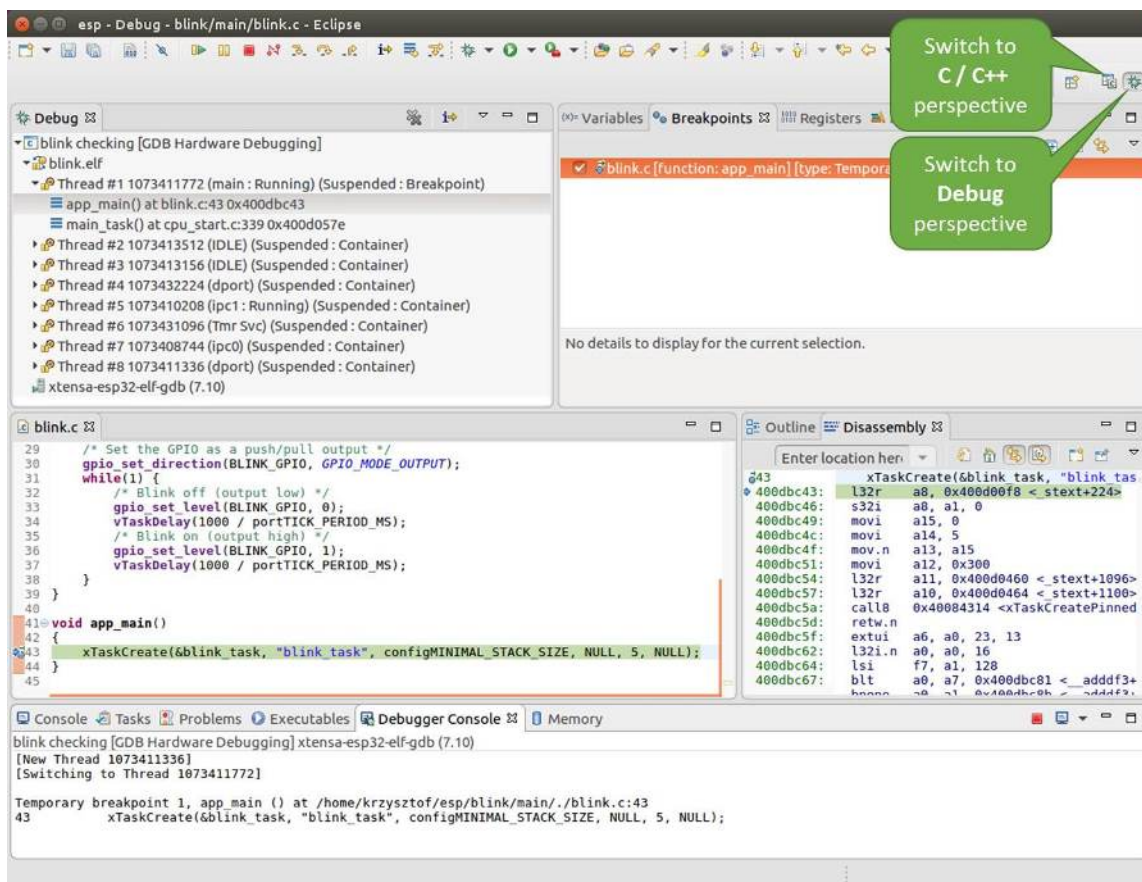 esp - Debug - blink/main/blink.c - Eclipse
Switch to
C / C++
perspective
Switch to
Debug
perspective
Debug
blink checking [GDB Hardware Debugging]
blink.elf
Thread #1 1073411772 (main : Running) (Suspended : Breakpoint)
app_main() at blink.c:43 0x400dbc43
main_task() at cpu_start.c:339 0x400d057e
Thread #2 1073413512 (IDLE) (Suspended : Container)
Thread #3 1073413156 (IDLE) (Suspended : Container)
Thread #4 1073432224 (dport) (Suspended : Container)
Thread #5 1073410208 (ipc1 : Running) (Suspended : Container)
Thread #6 1073431096 (Tmr Svc) (Suspended : Container)
Thread #7 1073408744 (ipc0) (Suspended : Container)
Thread #8 1073411336 (dport) (Suspended : Container)
xtensa-esp32-elf-gdb (7.10)
(x)= Variables Breakpoints Registers
blink.c [function: app_main] [type: Tempora
No details to display for the current selection.
blink.c
29 /* Set the GPIO as a push/pull output */
30 gpio_set_direction(BLINK_GPIO, GPIO_MODE_OUTPUT);
31 while(1) {
32 /* Blink off (output low) */
33 gpio_set_level(BLINK_GPIO, 0);
34 vTaskDelay(1000 / portTICK_PERIOD_MS);
35 /* Blink on (output high) */
36 gpio_set_level(BLINK_GPIO, 1);
37 vTaskDelay(1000 / portTICK_PERIOD_MS);
38 }
39 }
40
41 void app_main()
42 {
43 xTaskCreate(&blink_task, "blink_task", configMINIMAL_STACK_SIZE, NULL, 5, NULL);
44 }
45
Outline Disassembly
Enter location her
43 xTaskCreate(&blink_task, "blink_tas
400dbc43: l32r a8, 0x400d00f8 <_stext+224>
400dbc46: s32i a8, a1, 0
400dbc49: movi a15, 0
400dbc4c: movi a14, 5
400dbc4f: mov.n a13, a15
400dbc51: movi a12, 0x300
400dbc54: l32r a11, 0x400d0460 <_stext+1096>
400dbc57: l32r a10, 0x400d0464 <_stext+1100>
400dbc5a: call8 0x40084314 <xTaskCreatePinned
400dbc5d: retw.n
400dbc5f: extui a6, a0, 23, 13
400dbc62: l32i.n a0, a0, 16
400dbc64: lsi f7, a1, 128
400dbc67: blt a0, a7, 0x400dbc81 <__adddf3+
Console Tasks Problems Executables Debugger Console Memory
blink checking [GDB Hardware Debugging] xtensa-esp32-elf-gdb (7.10)
[New Thread 1073411336]
[Switching to Thread 1073411772]
Temporary breakpoint 1, app_main () at /home/krzysztof/esp/blink/main/./blink.c:43
43 xTaskCreate(&blink_task, "blink_task", configMINIMAL_STACK_SIZE, NULL, 5, NULL);